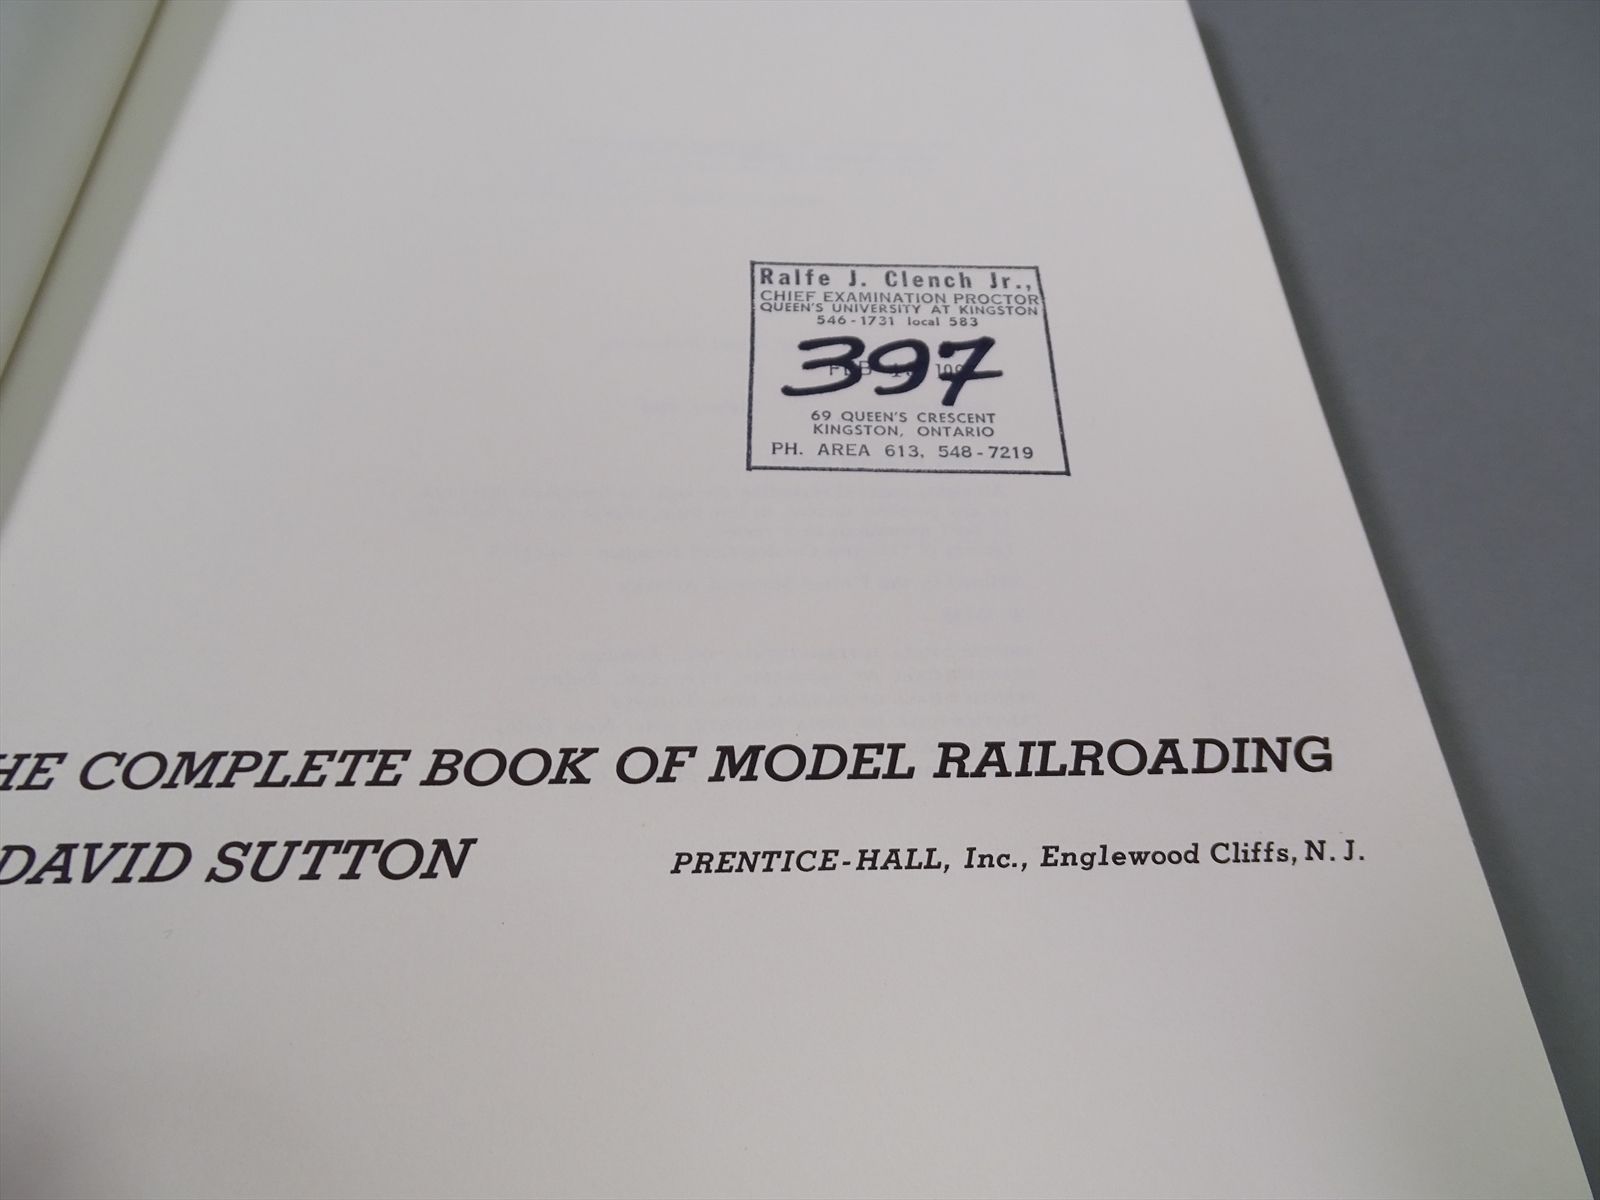 Ralfe J. Clench Jr.,
CHIEF EXAMINATION PROCTOR
QUEEN'S UNIVERSITY AT KINGSTON
546-1731 local 583
397
FEB
69 QUEEN'S CRESCENT
KINGSTON, ONTARIO
PH. AREA 613, 548-7219
HE COMPLETE BOOK OF MODEL RAILROADING
DAVID SUTTON
PRENTICE-HALL, Inc., Englewood Cliffs, N. J.